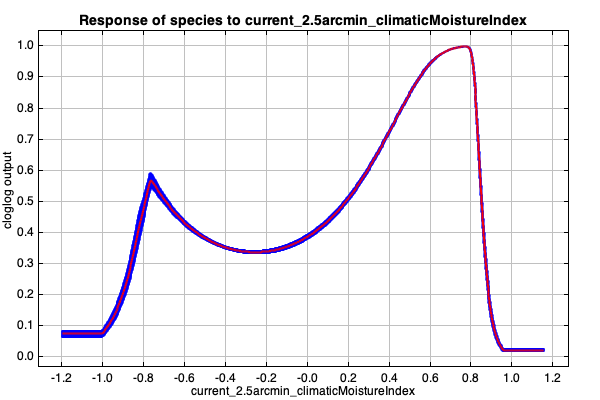 Response of species to current_2.5arcmin_climaticMoistureIndex
cloglog output
1.0
0.9
0.8
0.7
0.6
0.5
0.4
0.3
0.2
0.1
0.0
-1.2 -1.0 -0.8 -0.6 -0.4 -0.2 0.0 0.2 0.4 0.6 0.8 1.0 1.2
current_2.5arcmin_climaticMoistureIndex